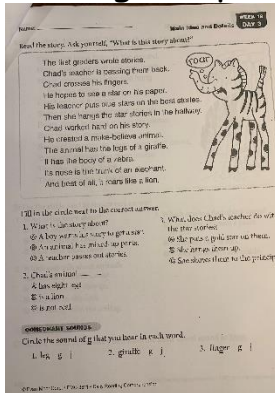 Name
WEEK 18
DAY 3
Main Idea and Details
Read the story. Ask yourself, "What is this story about?"
The first graders wrote stories.
Chad's teacher is passing them back.
Chad crosses his fingers.
He hopes to see a star on his paper.
His teacher puts blue stars on the best stories.
Then she hangs the star stories in the hallway.
Chad worked hard on his story.
He created a make-believe animal.
The animal has the legs of a giraffe.
It has the body of a zebra.
Its nose is the trunk of an elephant.
And best of all, it roars like a lion.
roar
Fill in the circle next to the correct answer.
1. What is the story about?
Ⓐ A boy wants his story to get a star.
Ⓑ An animal has mixed-up parts.
Ⓒ A teacher passes out stories.
2. Chad's animal
Ⓐ has eight legs
Ⓑ is a lion
Ⓒ is not real
3. What does Chad's teacher do with
the star stories?
Ⓐ She puts a gold star on them.
Ⓑ She hangs them up.
Ⓒ She shows them to the princip
CONSONANT SOUNDS
Circle the sound of g that you hear in each word.
1. leg g j
2. giraffe g j
3. finger g j